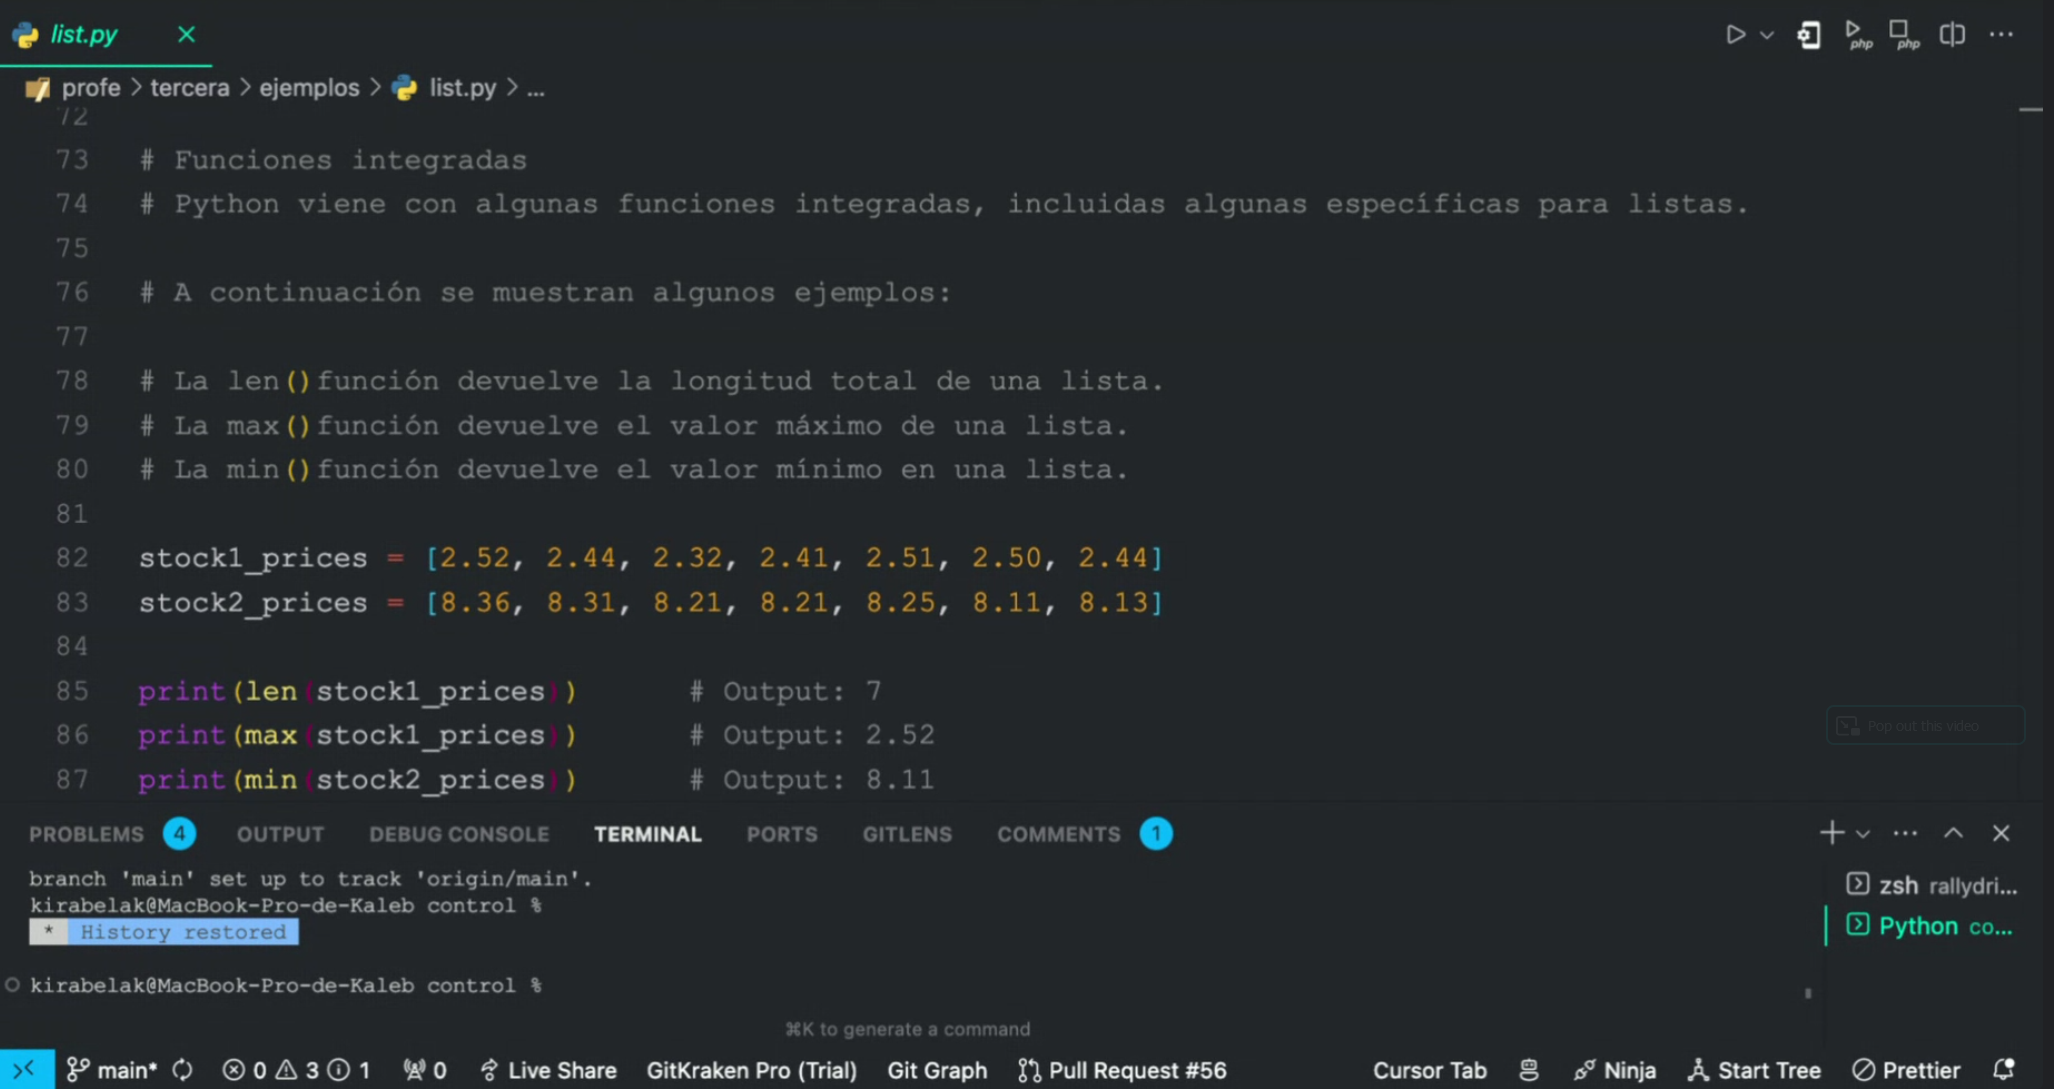 list.py
profe > tercera > ejemplos > list.py > ...
72
73 # Funciones integradas
74 # Python viene con algunas funciones integradas, incluidas algunas específicas para listas.
75
76 # A continuación se muestran algunos ejemplos:
77
78 # La len()función devuelve la longitud total de una lista.
79 # La max()función devuelve el valor máximo de una lista.
80 # La min()función devuelve el valor mínimo en una lista.
81
82 stock1_prices = [2.52, 2.44, 2.32, 2.41, 2.51, 2.50, 2.44]
83 stock2_prices = [8.36, 8.31, 8.21, 8.21, 8.25, 8.11, 8.13]
84
85 print(len(stock1_prices)) # Output: 7
86 print(max(stock1_prices)) # Output: 2.52
Pop out this video
87 print(min(stock2_prices)) # Output: 8.11
PROBLEMS 4 OUTPUT DEBUG CONSOLE TERMINAL PORTS GITLENS COMMENTS 1
branch 'main' set up to track 'origin/main'.
kirabelak@MacBook-Pro-de-Kaleb control %
* History restored
kirabelak@MacBook-Pro-de-Kaleb control %
zsh rallydri...
Python co...
⌘K to generate a command
main* 0 3 1 0 Live Share GitKraken Pro (Trial) Git Graph Pull Request #56 Cursor Tab Ninja Start Tree Prettier
php php